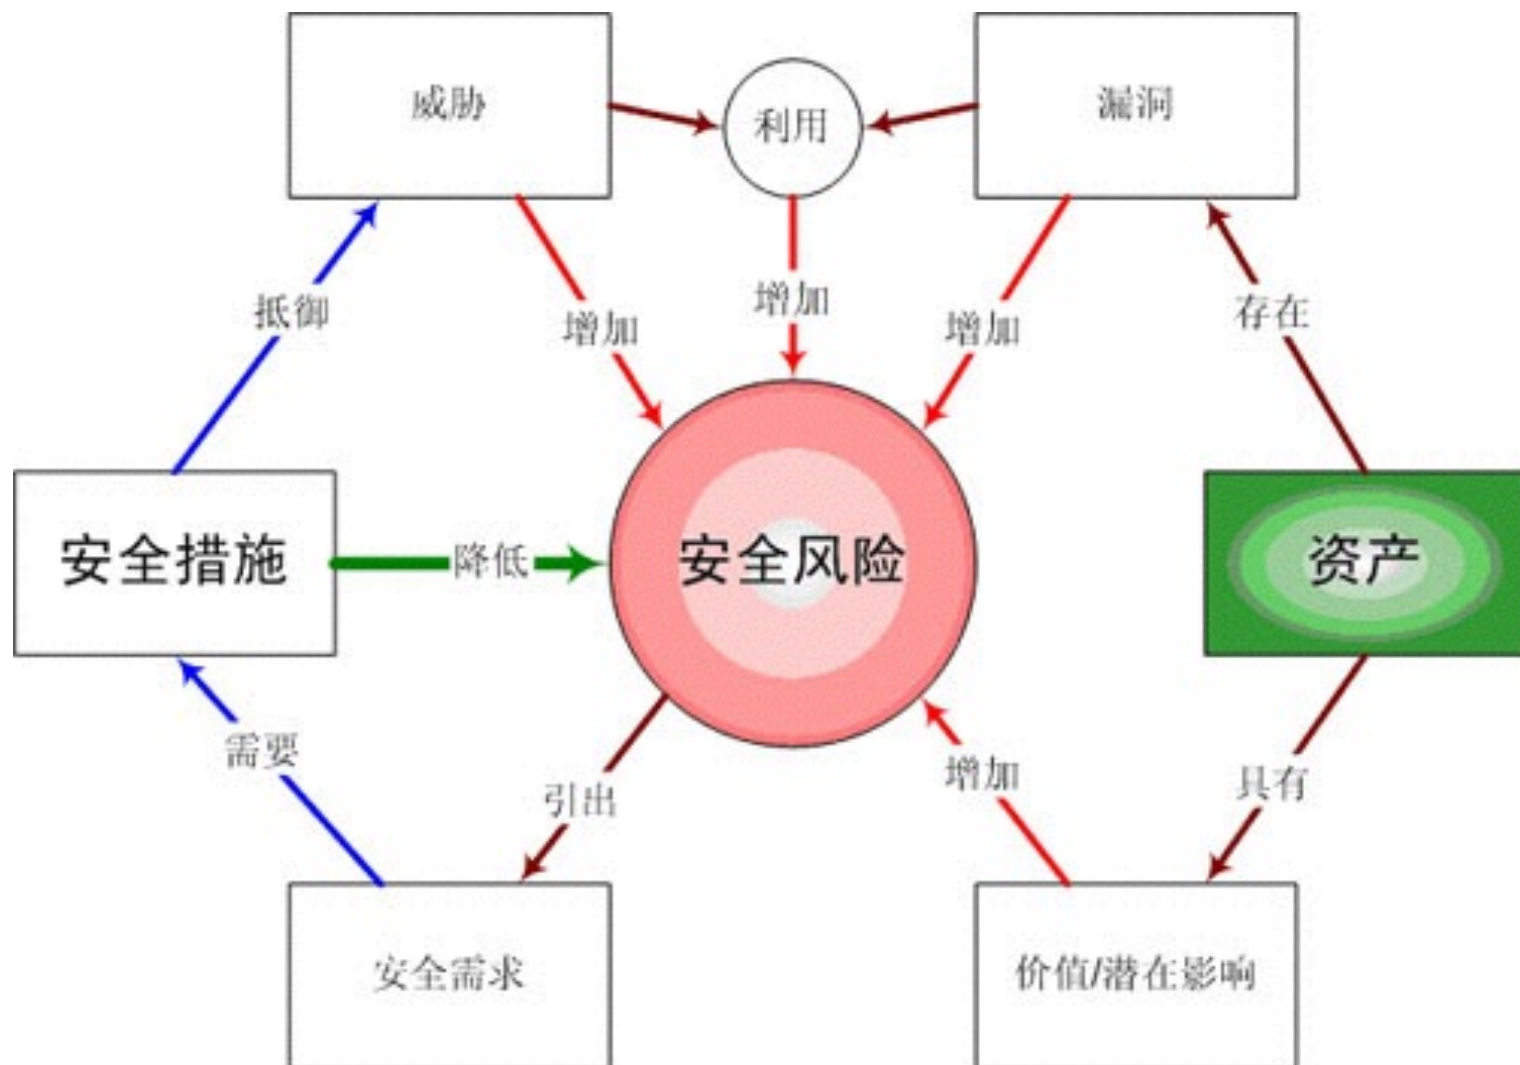 威胁
利用
漏洞
抵御
增加
增加
增加
存在
安全措施
降低
安全风险
资产
需要
引出
增加
具有
安全需求
价值/潜在影响